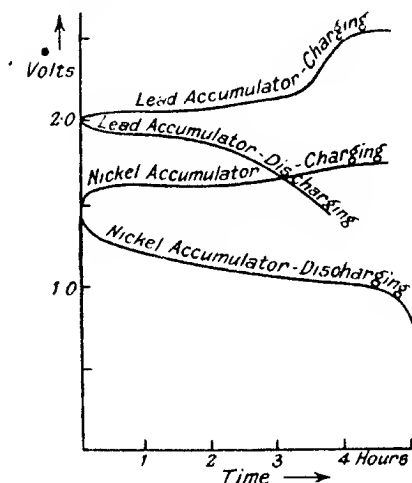 Volts
Lead Accumulator-Charging
2.0
Lead Accumulator-Discharging
Nickel Accumulator-Charging
Nickel Accumulator-Discharging
1.0
1 2 3 4 Hours
Time